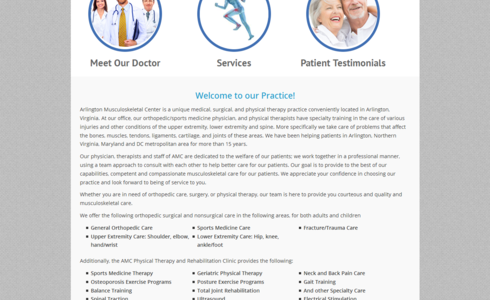 Meet Our Doctor Services Patient Testimonials
Welcome to our Practice!
Arlington Musculoskeletal Center is a unique medical, surgical, and physical therapy practice conveniently located in Arlington,
Virginia. At our office, our orthopedic/sports medicine physician, and physical therapists have specialty training in the care of various
injuries and other conditions of the upper extremity, lower extremity and spine. More specifically we take care of problems that affect
the bones, muscles, tendons, ligaments, cartilage, and joints of these areas. We have been helping patients in Arlington, Northern
Virginia, Maryland and DC metropolitan area for more than 15 years.
Our physician, therapists and staff of AMC are dedicated to the welfare of our patients; we work together in a professional manner,
using a team approach to consult with each other to help better care for our patients. Our goal is to provide to the best of our
capabilities, competent and compassionate musculoskeletal care for our patients. We appreciate your confidence in choosing our
practice and look forward to being of service to you.
Whether you are in need of orthopedic care, surgery, or physical therapy, our team is here to provide you courteous and quality and
musculoskeletal care.
We offer the following orthopedic surgical and nonsurgical care in the following areas, for both adults and children
General Orthopedic Care Sports Medicine Care Fracture/Trauma Care
Upper Extremity Care: Shoulder, elbow, Lower Extremity Care: Hip, knee,
hand/wrist ankle/foot
Additionally, the AMC Physical Therapy and Rehabilitation Clinic provides the following:
Sports Medicine Therapy Geriatric Physical Therapy Neck and Back Pain Care
Osteoporosis Exercise Programs Posture Exercise Programs Gait Training
Balance Training Total Joint Rehabilitation And other Specialty Care
Spinal Traction Ultrasound Electrical Stimulation